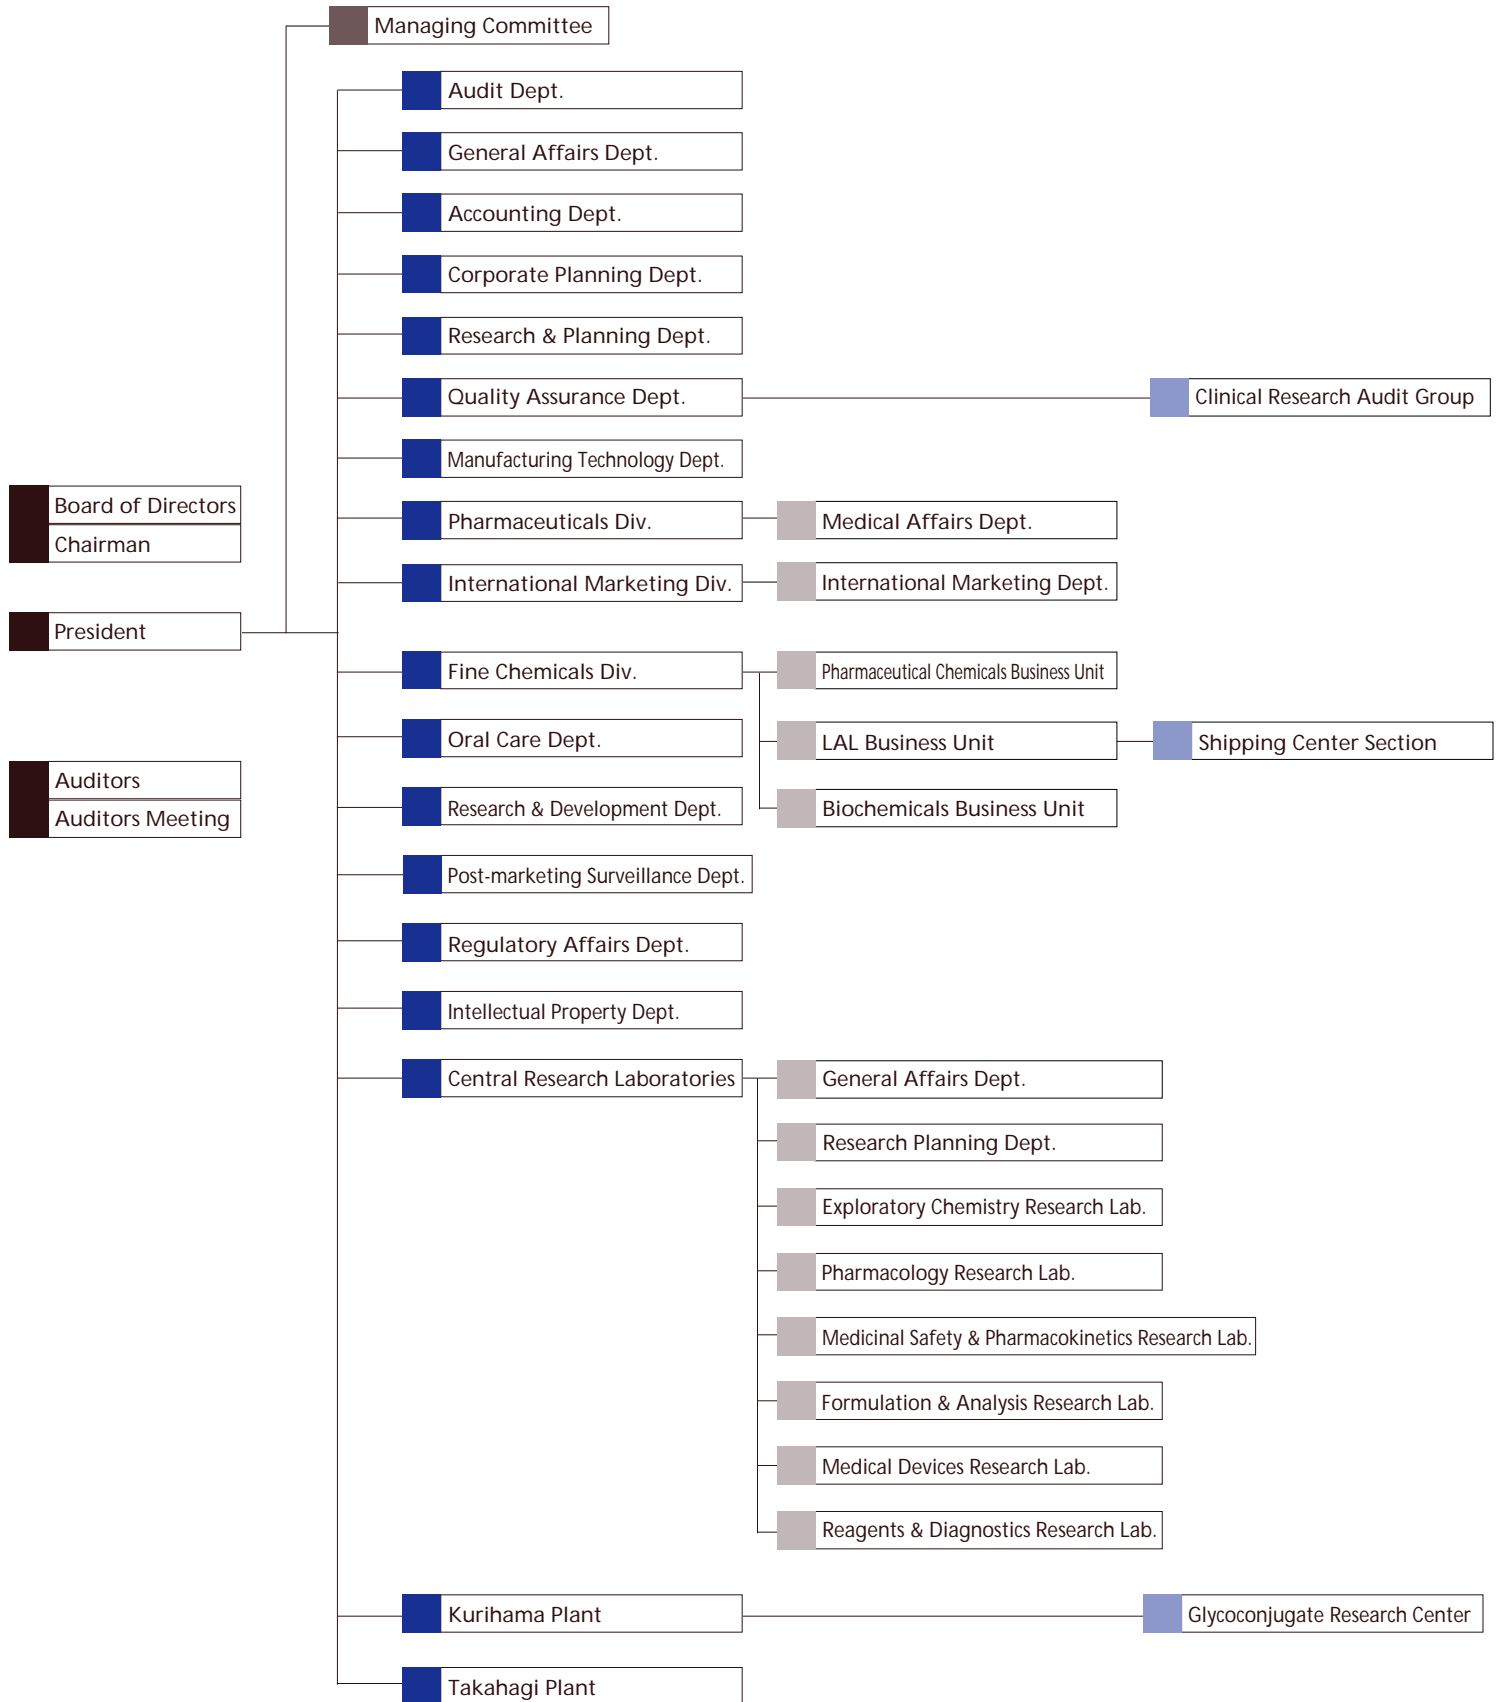 Managing Committee
Audit Dept.
General Affairs Dept.
Accounting Dept.
Corporate Planning Dept.
Research & Planning Dept.
Quality Assurance Dept.
Clinical Research Audit Group
Manufacturing Technology Dept.
Board of Directors
Chairman
Pharmaceuticals Div.
Medical Affairs Dept.
International Marketing Div.
International Marketing Dept.
President
Fine Chemicals Div.
Pharmaceutical Chemicals Business Unit
Oral Care Dept.
LAL Business Unit
Shipping Center Section
Auditors
Auditors Meeting
Research & Development Dept.
Biochemicals Business Unit
Post-marketing Surveillance Dept.
Regulatory Affairs Dept.
Intellectual Property Dept.
Central Research Laboratories
General Affairs Dept.
Research Planning Dept.
Exploratory Chemistry Research Lab.
Pharmacology Research Lab.
Medicinal Safety & Pharmacokinetics Research Lab.
Formulation & Analysis Research Lab.
Medical Devices Research Lab.
Reagents & Diagnostics Research Lab.
Kurihama Plant
Glycoconjugate Research Center
Takahagi Plant